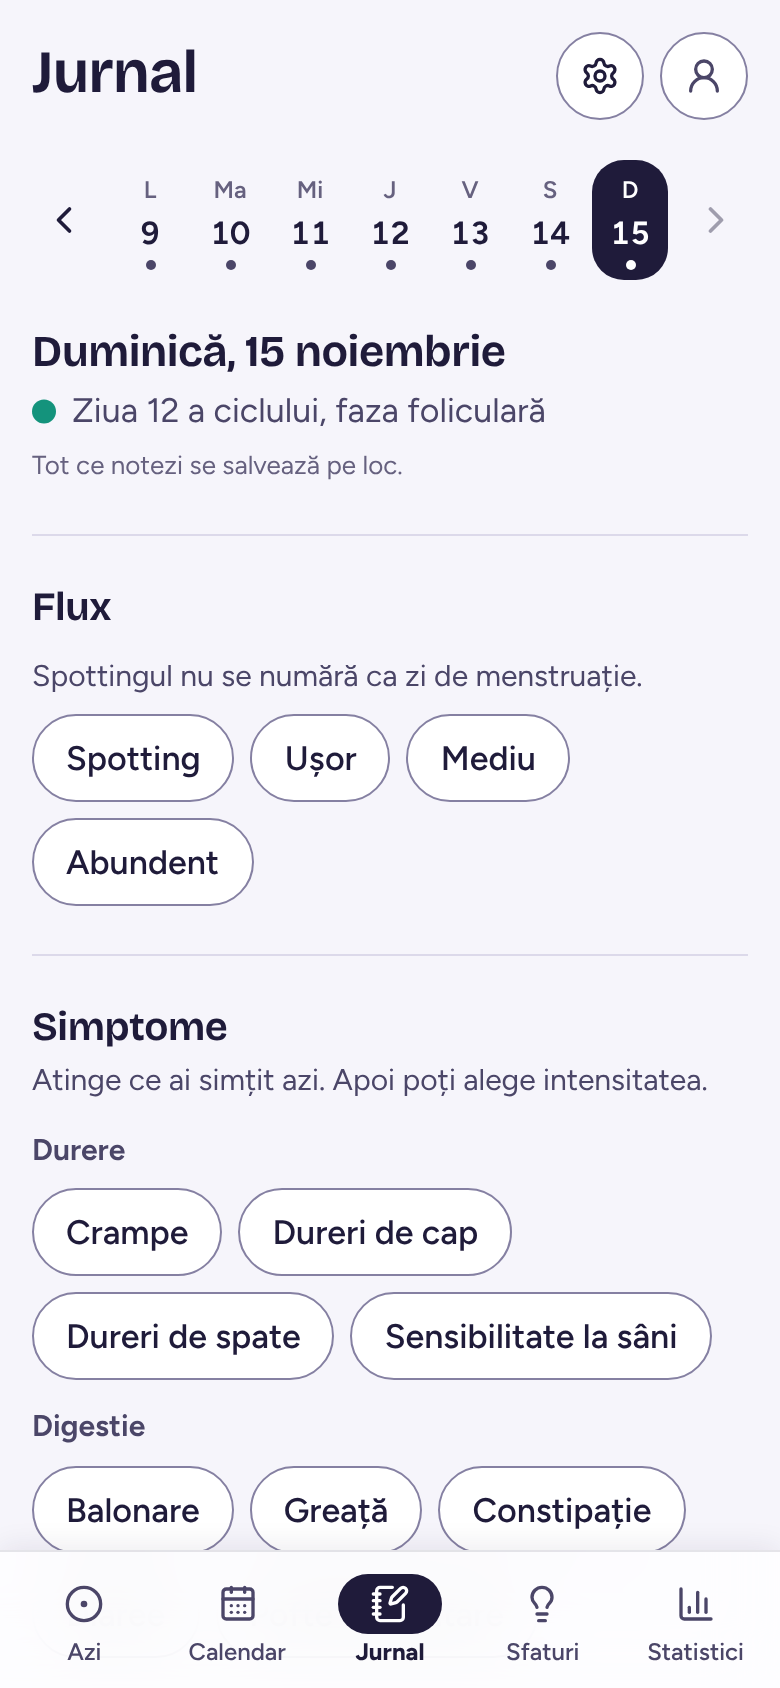 Jurnal
L Ma Mi J V S D
9 10 11 12 13 14 15
Duminică, 15 noiembrie
Ziua 12 a ciclului, faza foliculară
Tot ce notezi se salvează pe loc.
Flux
Spottingul nu se numără ca zi de menstruație.
Spotting Ușor Mediu
Abundent
Simptome
Atinge ce ai simțit azi. Apoi poți alege intensitatea.
Durere
Crampe Dureri de cap
Dureri de spate Sensibilitate la sâni
Digestie
Balonare Greață Constipație
Azi Calendar Jurnal Sfaturi Statistici